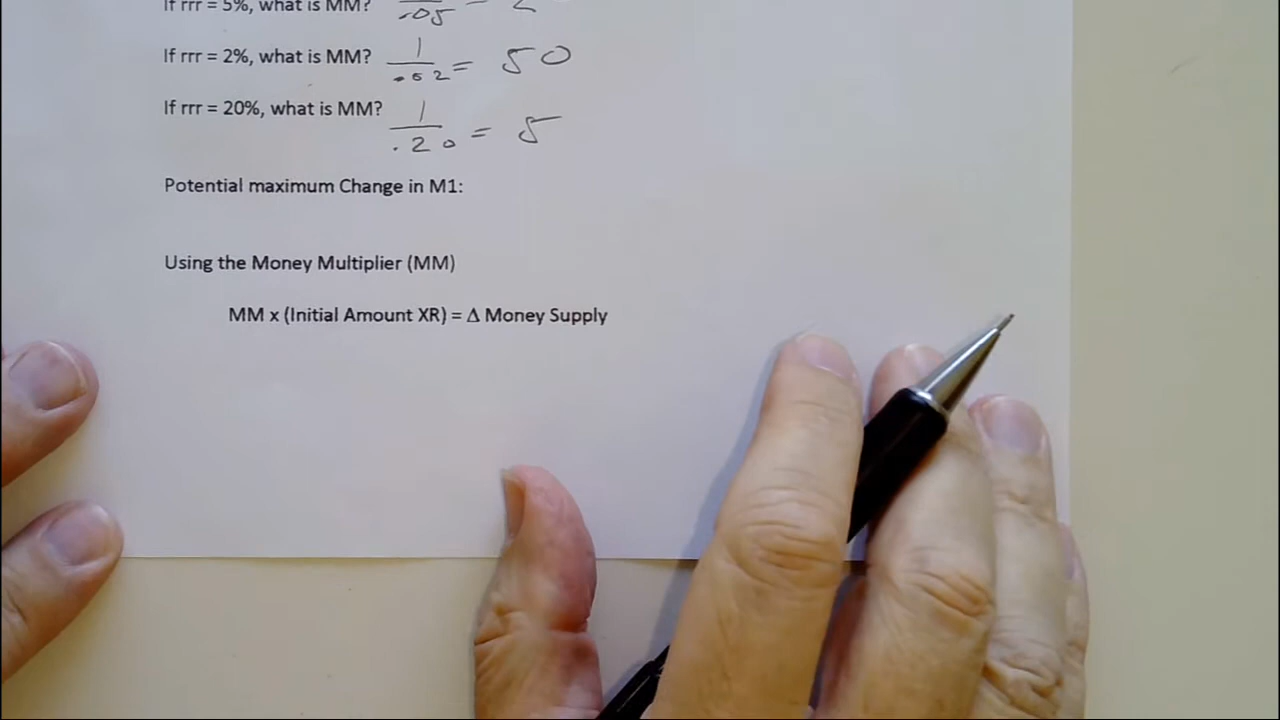 If rrr = 5%, what is MM? .05 = 2
If rrr = 2%, what is MM? 1/.02 = 50
If rrr = 20%, what is MM? 1/.20 = 5
Potential maximum Change in M1:
Using the Money Multiplier (MM)
MM x (Initial Amount XR) = Δ Money Supply